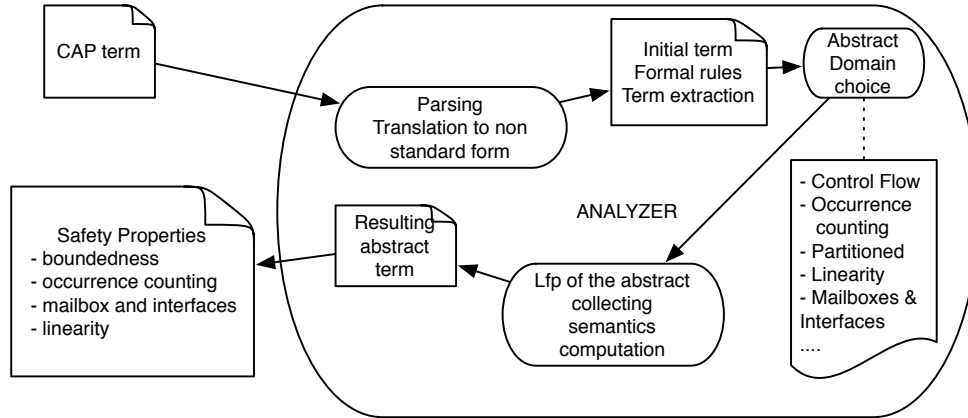 CAP term
Parsing
Translation to non
standard form
Initial term
Formal rules
Term extraction
Abstract
Domain
choice
- Control Flow
- Occurrence
counting
- Partitioned
- Linearity
- Mailboxes &
Interfaces
....
ANALYZER
Lfp of the abstract
collecting
semantics
computation
Resulting
abstract
term
Safety Properties
- boundedness
- occurrence counting
- mailbox and interfaces
- linearity